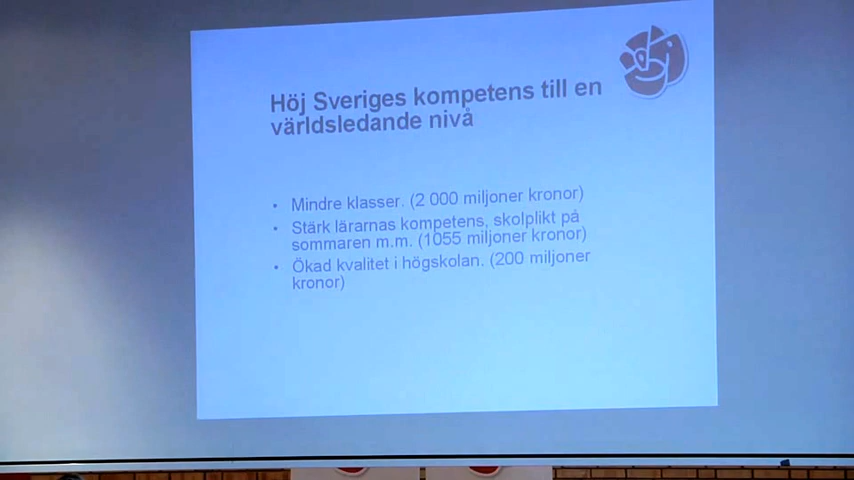 Höj Sveriges kompetens till en
världsledande nivå
• Mindre klasser. (2 000 miljoner kronor)
• Stärk lärarnas kompetens, skolplikt på
sommaren m.m. (1055 miljoner kronor)
• Ökad kvalitet i högskolan. (200 miljoner
kronor)